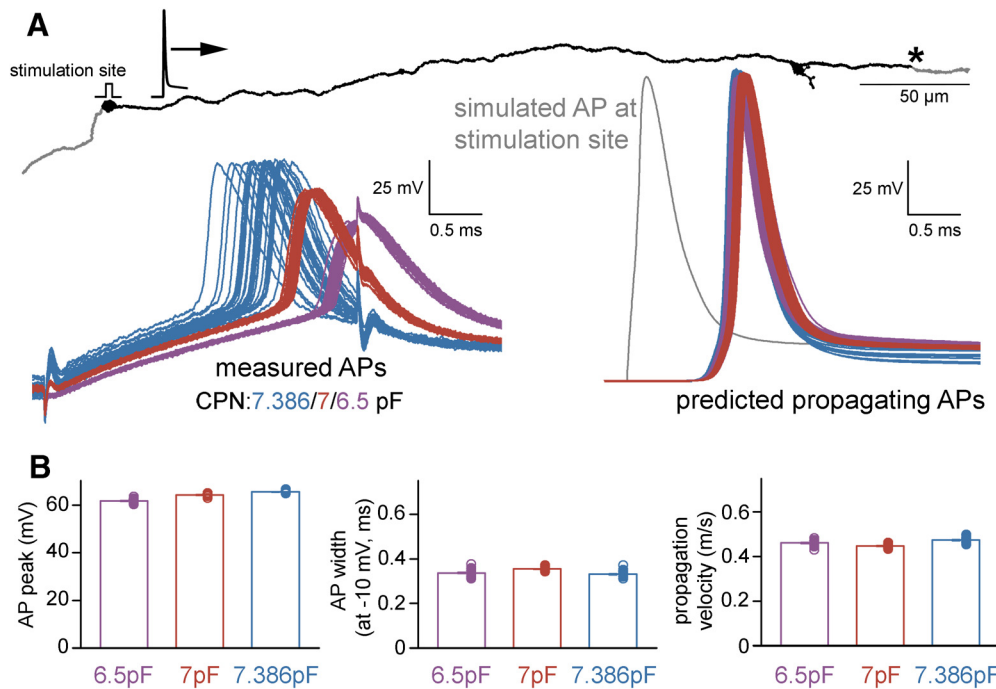 A
stimulation site
*
50 µm
simulated AP at
stimulation site
25 mV
0.5 ms
25 mV
0.5 ms
measured APs
CPN:7.386/7/6.5 pF
predicted propagating APs
B
AP peak (mV)
60
40
20
0
6.5pF
7pF
7.386pF
AP width
(at -10 mV, ms)
0.6
0.4
0.2
0
6.5pF
7pF
7.386pF
propagation
velocity (m/s)
0.6
0.4
0.2
0
6.5pF
7pF
7.386pF